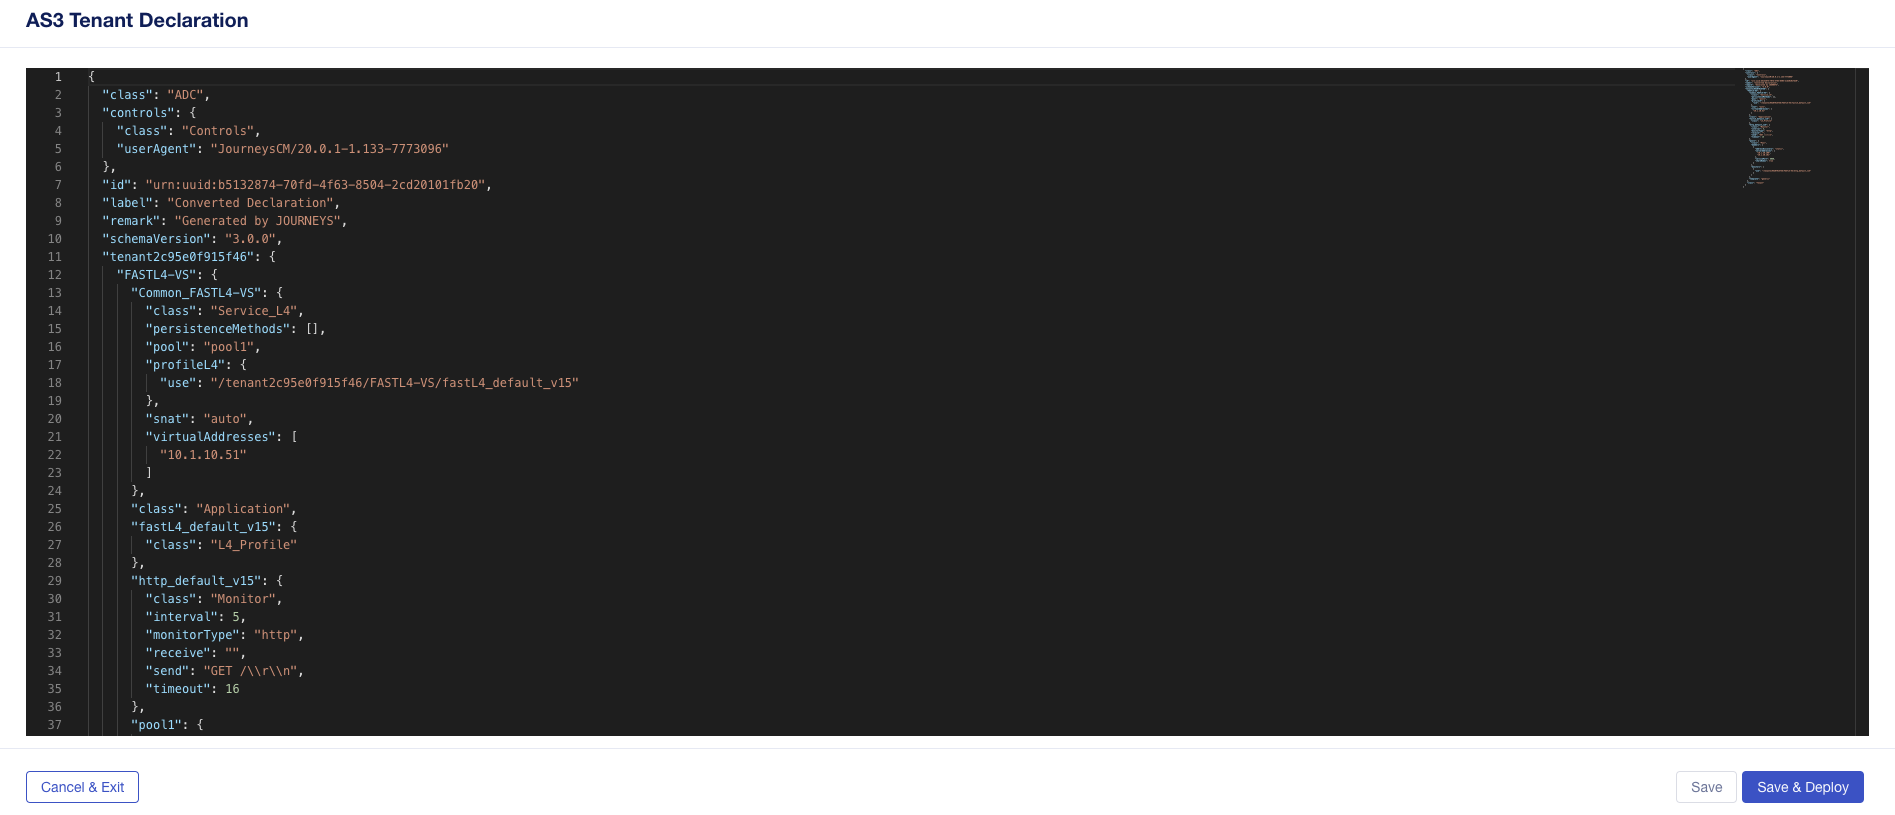 AS3 Tenant Declaration
1 {
2 "class": "ADC",
3 "controls": {
4 "class": "Controls",
5 "userAgent": "JourneysCM/20.0.1-1.133-7773096"
6 },
7 "id": "urn:uuid:b5132874-70fd-4f63-8504-2cd20101fb20",
8 "label": "Converted Declaration",
9 "remark": "Generated by JOURNEYS",
10 "schemaVersion": "3.0.0",
11 "tenant2c95e0f915f46": {
12 "FASTL4-VS": {
13 "Common_FASTL4-VS": {
14 "class": "Service_L4",
15 "persistenceMethods": [],
16 "pool": "pool1",
17 "profileL4": {
18 "use": "/tenant2c95e0f915f46/FASTL4-VS/fastL4_default_v15"
19 },
20 "snat": "auto",
21 "virtualAddresses": [
22 "10.1.10.51"
23 ]
24 },
25 "class": "Application",
26 "fastL4_default_v15": {
27 "class": "L4_Profile"
28 },
29 "http_default_v15": {
30 "class": "Monitor",
31 "interval": 5,
32 "monitorType": "http",
33 "receive": "",
34 "send": "GET /\\r\\n",
35 "timeout": 16
36 },
37 "pool1": {
Cancel & Exit
Save
Save & Deploy